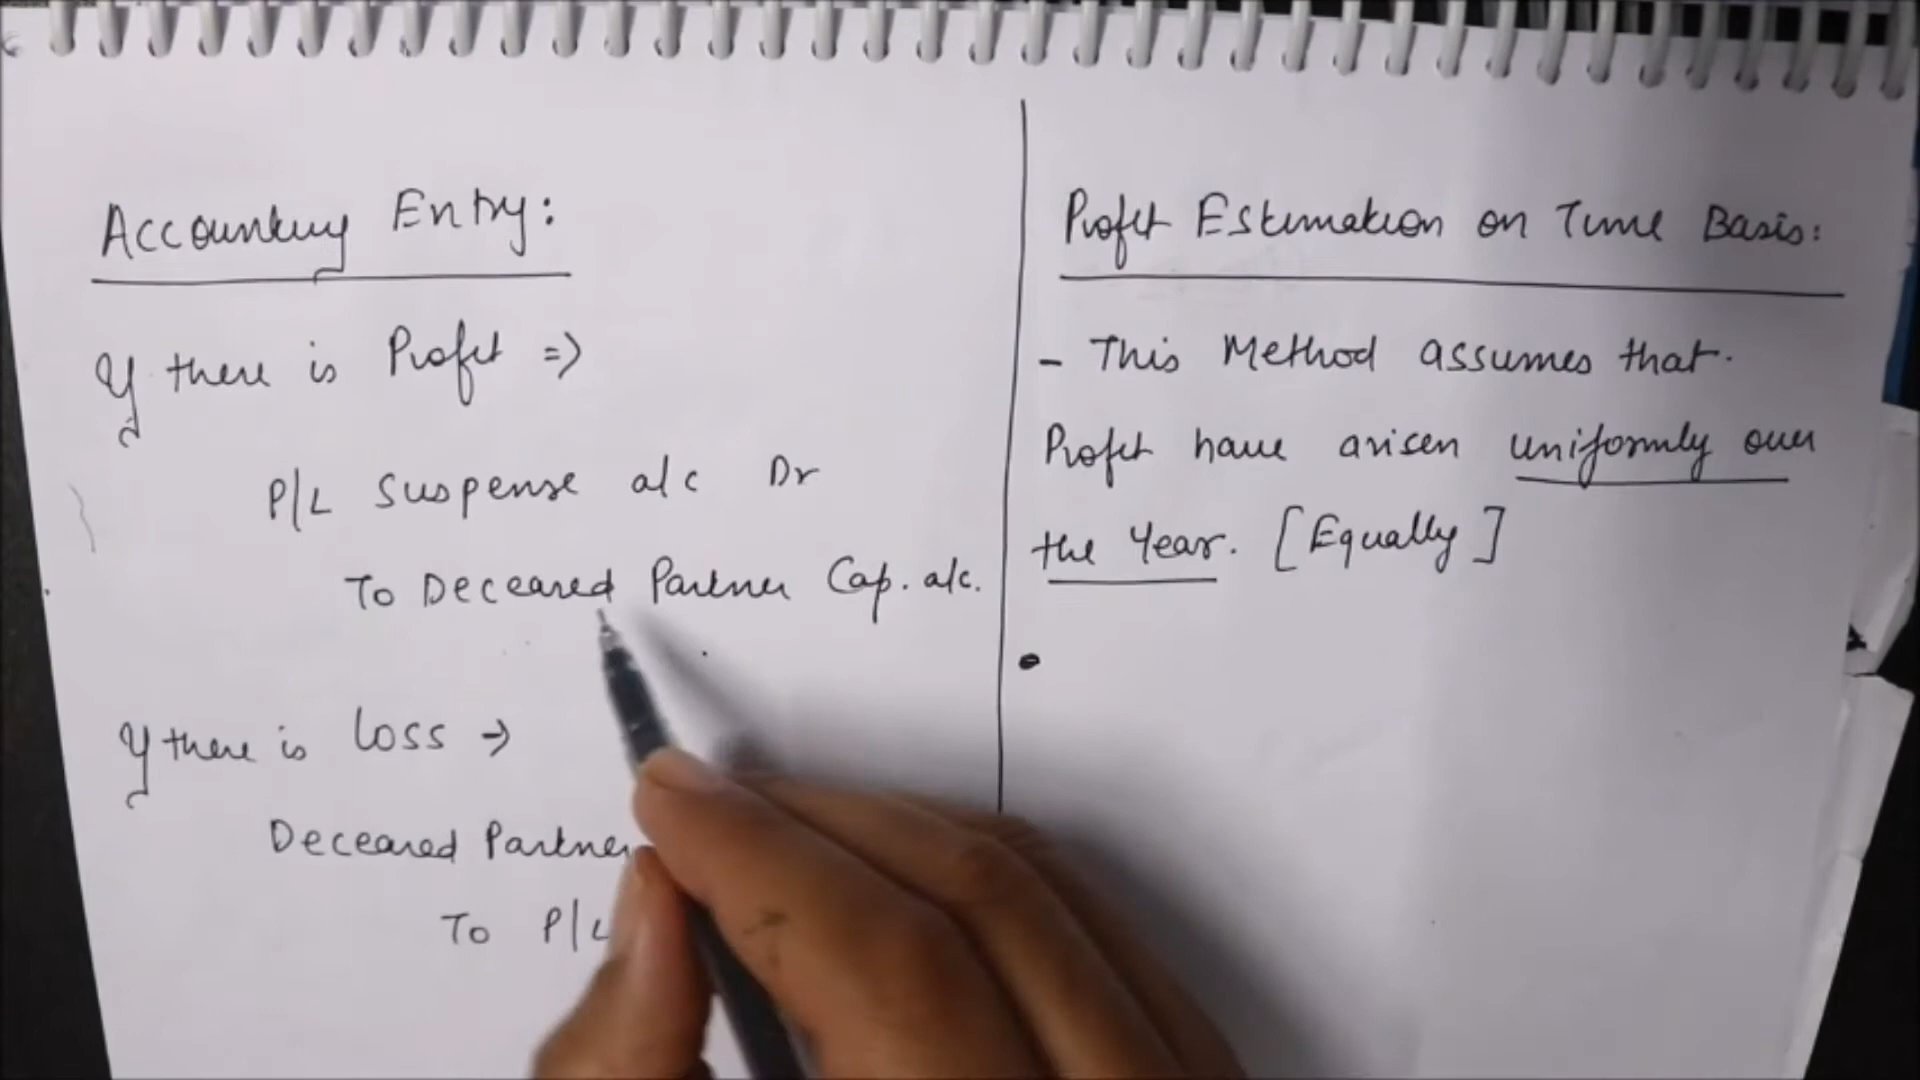 Accounting Entry:
If there is Profit =>
P/L Suspense a/c Dr
To Deceased Partner Cap. a/c.
If there is Loss →
Deceased Partner
To P/L
Profit Estimation on Time Basis:
- This Method assumes that.
Profit have arisen uniformly over
the Year. [Equally]